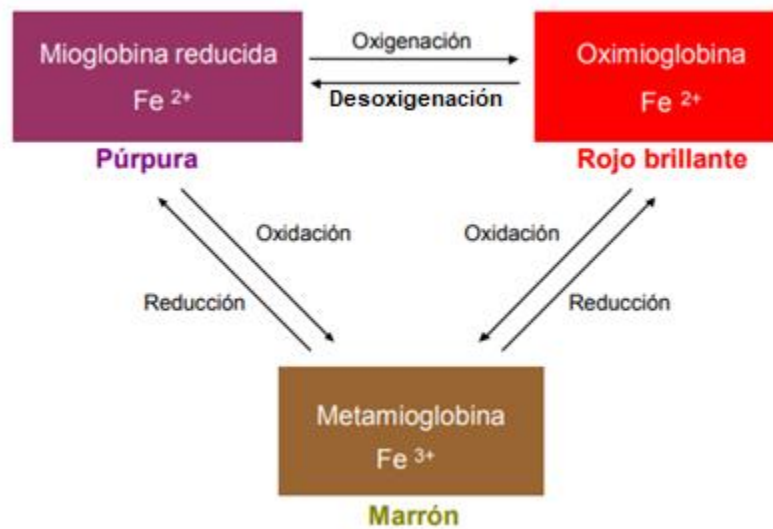 Mioglobina reducida
Fe 2+
Púrpura
Oxigenación
Desoxigenación
Oximioglobina
Fe 2+
Rojo brillante
Oxidación
Reducción
Oxidación
Reducción
Metamioglobina
Fe 3+
Marrón